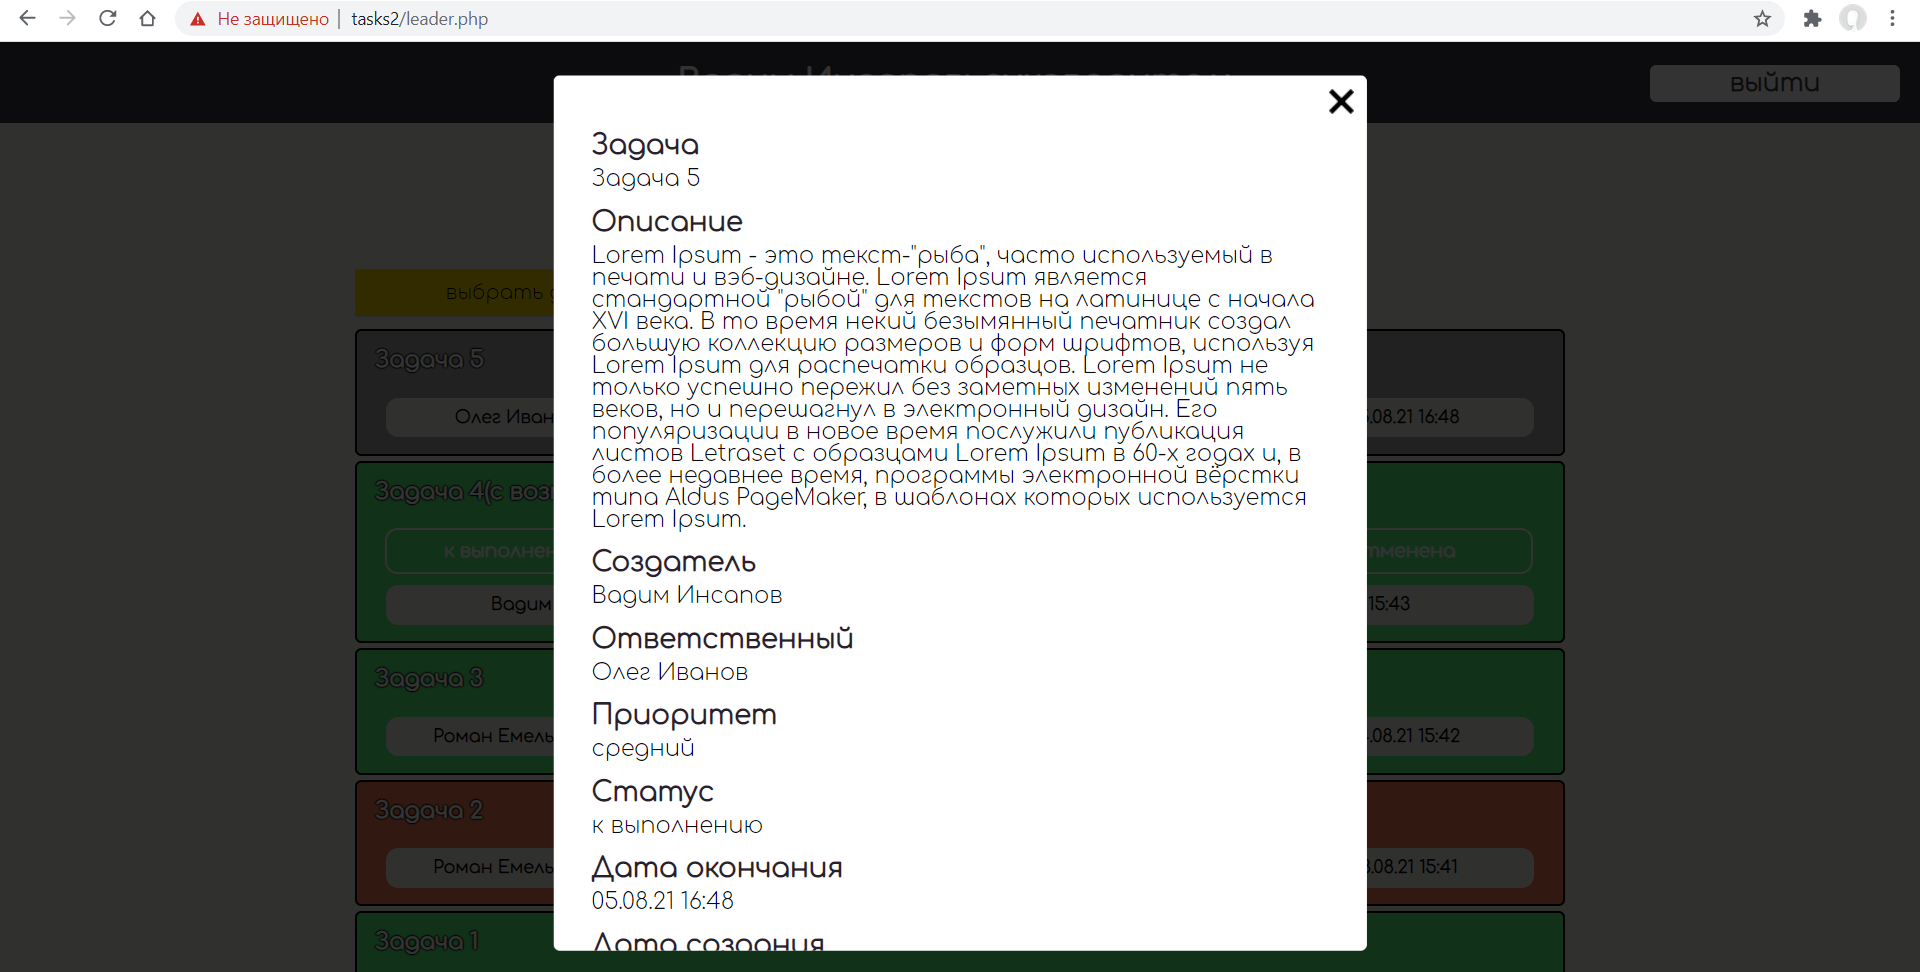 Не защищено | tasks2/leader.php
выйти
Задача
Задача 5
Описание
Lorem Ipsum - это текст-"рыба", часто используемый в
печати и вэб-дизайне. Lorem Ipsum является
стандартной "рыбой" для текстов на латинице с начала
XVI века. В то время некий безымянный печатник создал
большую коллекцию размеров и форм шрифтов, используя
Lorem Ipsum для распечатки образцов. Lorem Ipsum не
только успешно пережил без заметных изменений пять
веков, но и перешагнул в электронный дизайн. Его
популяризации в новое время послужили публикация
листов Letraset с образцами Lorem Ipsum в 60-х годах и, в
более недавнее время, программы электронной вёрстки
типа Aldus PageMaker, в шаблонах которых используется
Lorem Ipsum.
Создатель
Вадим Инсапов
Ответственный
Олег Иванов
Приоритет
средний
Статус
к выполнению
Дата окончания
05.08.21 16:48
Дата создания
выбрать
Задача 5
Олег Иван
.08.21 16:48
Задача 4(с воз
к выполнен
тменена
Вадим
15:43
Задача 3
Роман Емель
.08.21 15:42
Задача 2
Роман Емель
.08.21 15:41
Задача 1